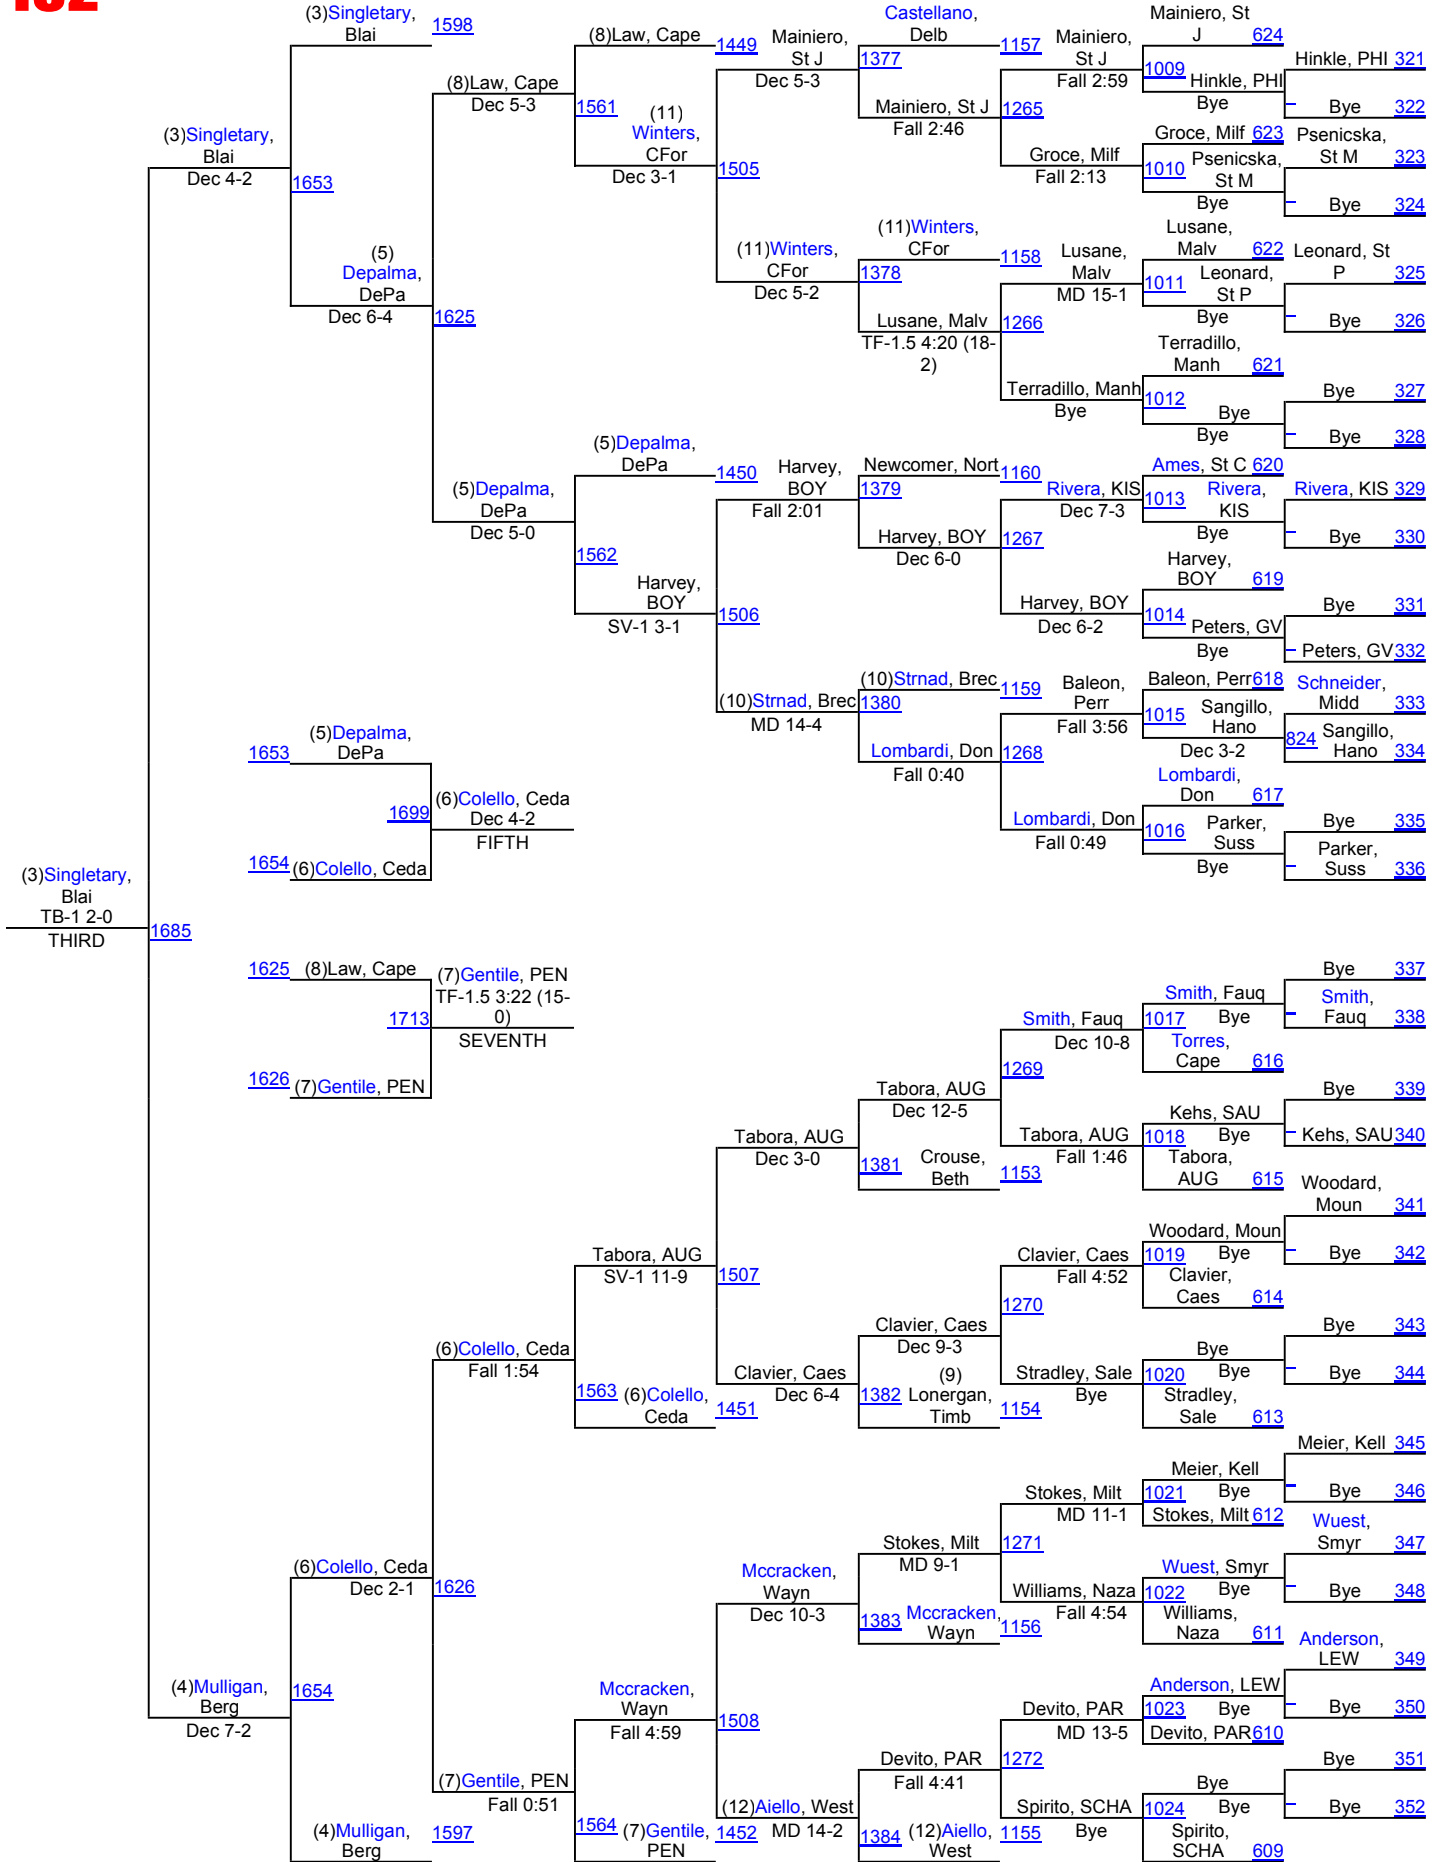 (3)Singletary,
Blai
1598
(8)Law, Cape
1449
Mainiero,
St J
Dec 5-3
Castellano,
Delb
1377
1157
Mainiero,
St J
Fall 2:59
Mainiero, St
J
624
1009
Hinkle, PHI
Bye
Hinkle, PHI
321
Bye
322
(8)Law, Cape
Dec 5-3
1561
(11)
Winters,
CFor
Dec 3-1
Mainiero, St J
Fall 2:46
1265
Groce, Milf
623
Psenicska,
St M
323
(3)Singletary,
Blai
Dec 4-2
1653
1505
Groce, Milf
Fall 2:13
1010
Psenicska,
St M
Bye
Bye
324
(5)
Depalma,
DePa
Dec 6-4
1625
(11)Winters,
CFor
Dec 5-2
(11)Winters,
CFor
1378
1158
Lusane,
Malv
MD 15-1
Lusane,
Malv
622
1011
Leonard,
St P
Bye
Leonard, St
P
325
Bye
326
Lusane, Malv
TF-1.5 4:20 (18-
2)
1266
Terradillo,
Manh
621
Terradillo, Manh
Bye
1012
Bye
Bye
Bye
327
Bye
328
(5)Depalma,
DePa
1450
Harvey,
BOY
Fall 2:01
Newcomer, Nort
1160
1379
Rivera, KIS
Dec 7-3
Ames, St C
620
1013
Rivera,
KIS
Bye
Rivera, KIS
329
Bye
330
(5)Depalma,
DePa
Dec 5-0
1562
Harvey, BOY
Dec 6-0
1267
Harvey,
BOY
619
Harvey,
BOY
SV-1 3-1
1506
Harvey, BOY
Dec 6-2
1014
Peters, GV
Bye
Bye
331
Peters, GV
332
(10)Strnad, Brec
MD 14-4
(10)Strnad, Brec
1380
1159
Baleon,
Perr
Fall 3:56
Baleon, Perr
618
1015
Sangillo,
Hano
Dec 3-2
Schneider,
Midd
333
824
Sangillo,
Hano
334
1653
(5)Depalma,
DePa
Lombardi, Don
Fall 0:40
1268
Lombardi,
Don
617
1699
(6)Colello, Ceda
Dec 4-2
FIFTH
Lombardi, Don
Fall 0:49
1016
Parker,
Suss
Bye
Bye
335
Parker,
Suss
336
1654
(6)Colello, Ceda
(3)Singletary,
Blai
TB-1 2-0
THIRD
1685
1625
(8)Law, Cape
(7)Gentile, PEN
TF-1.5 3:22 (15-
0)
SEVENTH
1713
1626
(7)Gentile, PEN
Smith, Fauq
Dec 10-8
Smith, Fauq
1017
Bye
Torres,
Cape
616
Bye
337
Smith,
Fauq
338
1269
Tabora, AUG
Dec 12-5
Tabora, AUG
Dec 3-0
1381
Crouse,
Beth
1153
Tabora, AUG
Fall 1:46
Kehs, SAU
1018
Bye
Tabora,
AUG
615
Bye
339
Kehs, SAU
340
Woodard,
Moun
341
Tabora, AUG
SV-1 11-9
1507
Clavier, Caes
Fall 4:52
Woodard, Moun
1019
Bye
Clavier,
Caes
614
Bye
342
1270
Clavier, Caes
Dec 9-3
Bye
343
(6)Colello, Ceda
Fall 1:54
1563
(6)Colello,
Ceda
1451
Clavier, Caes
Dec 6-4
1382
(9)
Lonergan,
Timb
1154
Stradley, Sale
Bye
Bye
1020
Bye
Stradley,
Sale
613
Bye
344
Meier, Kell
345
Stokes, Milt
MD 11-1
Meier, Kell
1021
Bye
Stokes, Milt
612
Bye
346
Wuest,
Smyr
347
(6)Colello, Ceda
Dec 2-1
1626
Mccracken,
Wayn
Dec 10-3
Stokes, Milt
MD 9-1
1271
1383
Mccracken,
Wayn
1156
Williams, Naza
Fall 4:54
Wuest, Smyr
1022
Bye
Williams,
Naza
611
Bye
348
Anderson,
LEW
349
(4)Mulligan,
Berg
Dec 7-2
1654
Mccracken,
Wayn
Fall 4:59
1508
Devito, PAR
MD 13-5
Anderson, LEW
1023
Bye
Devito, PAR
610
Bye
350
Devito, PAR
Fall 4:41
1272
Bye
351
(7)Gentile, PEN
Fall 0:51
(12)Aiello, West
MD 14-2
Spirito, SCHA
Bye
Bye
1024
Bye
Spirito,
SCHA
609
Bye
352
(4)Mulligan,
Berg
1597
1564
(7)Gentile,
PEN
1452
1384
(12)Aiello,
West
1155